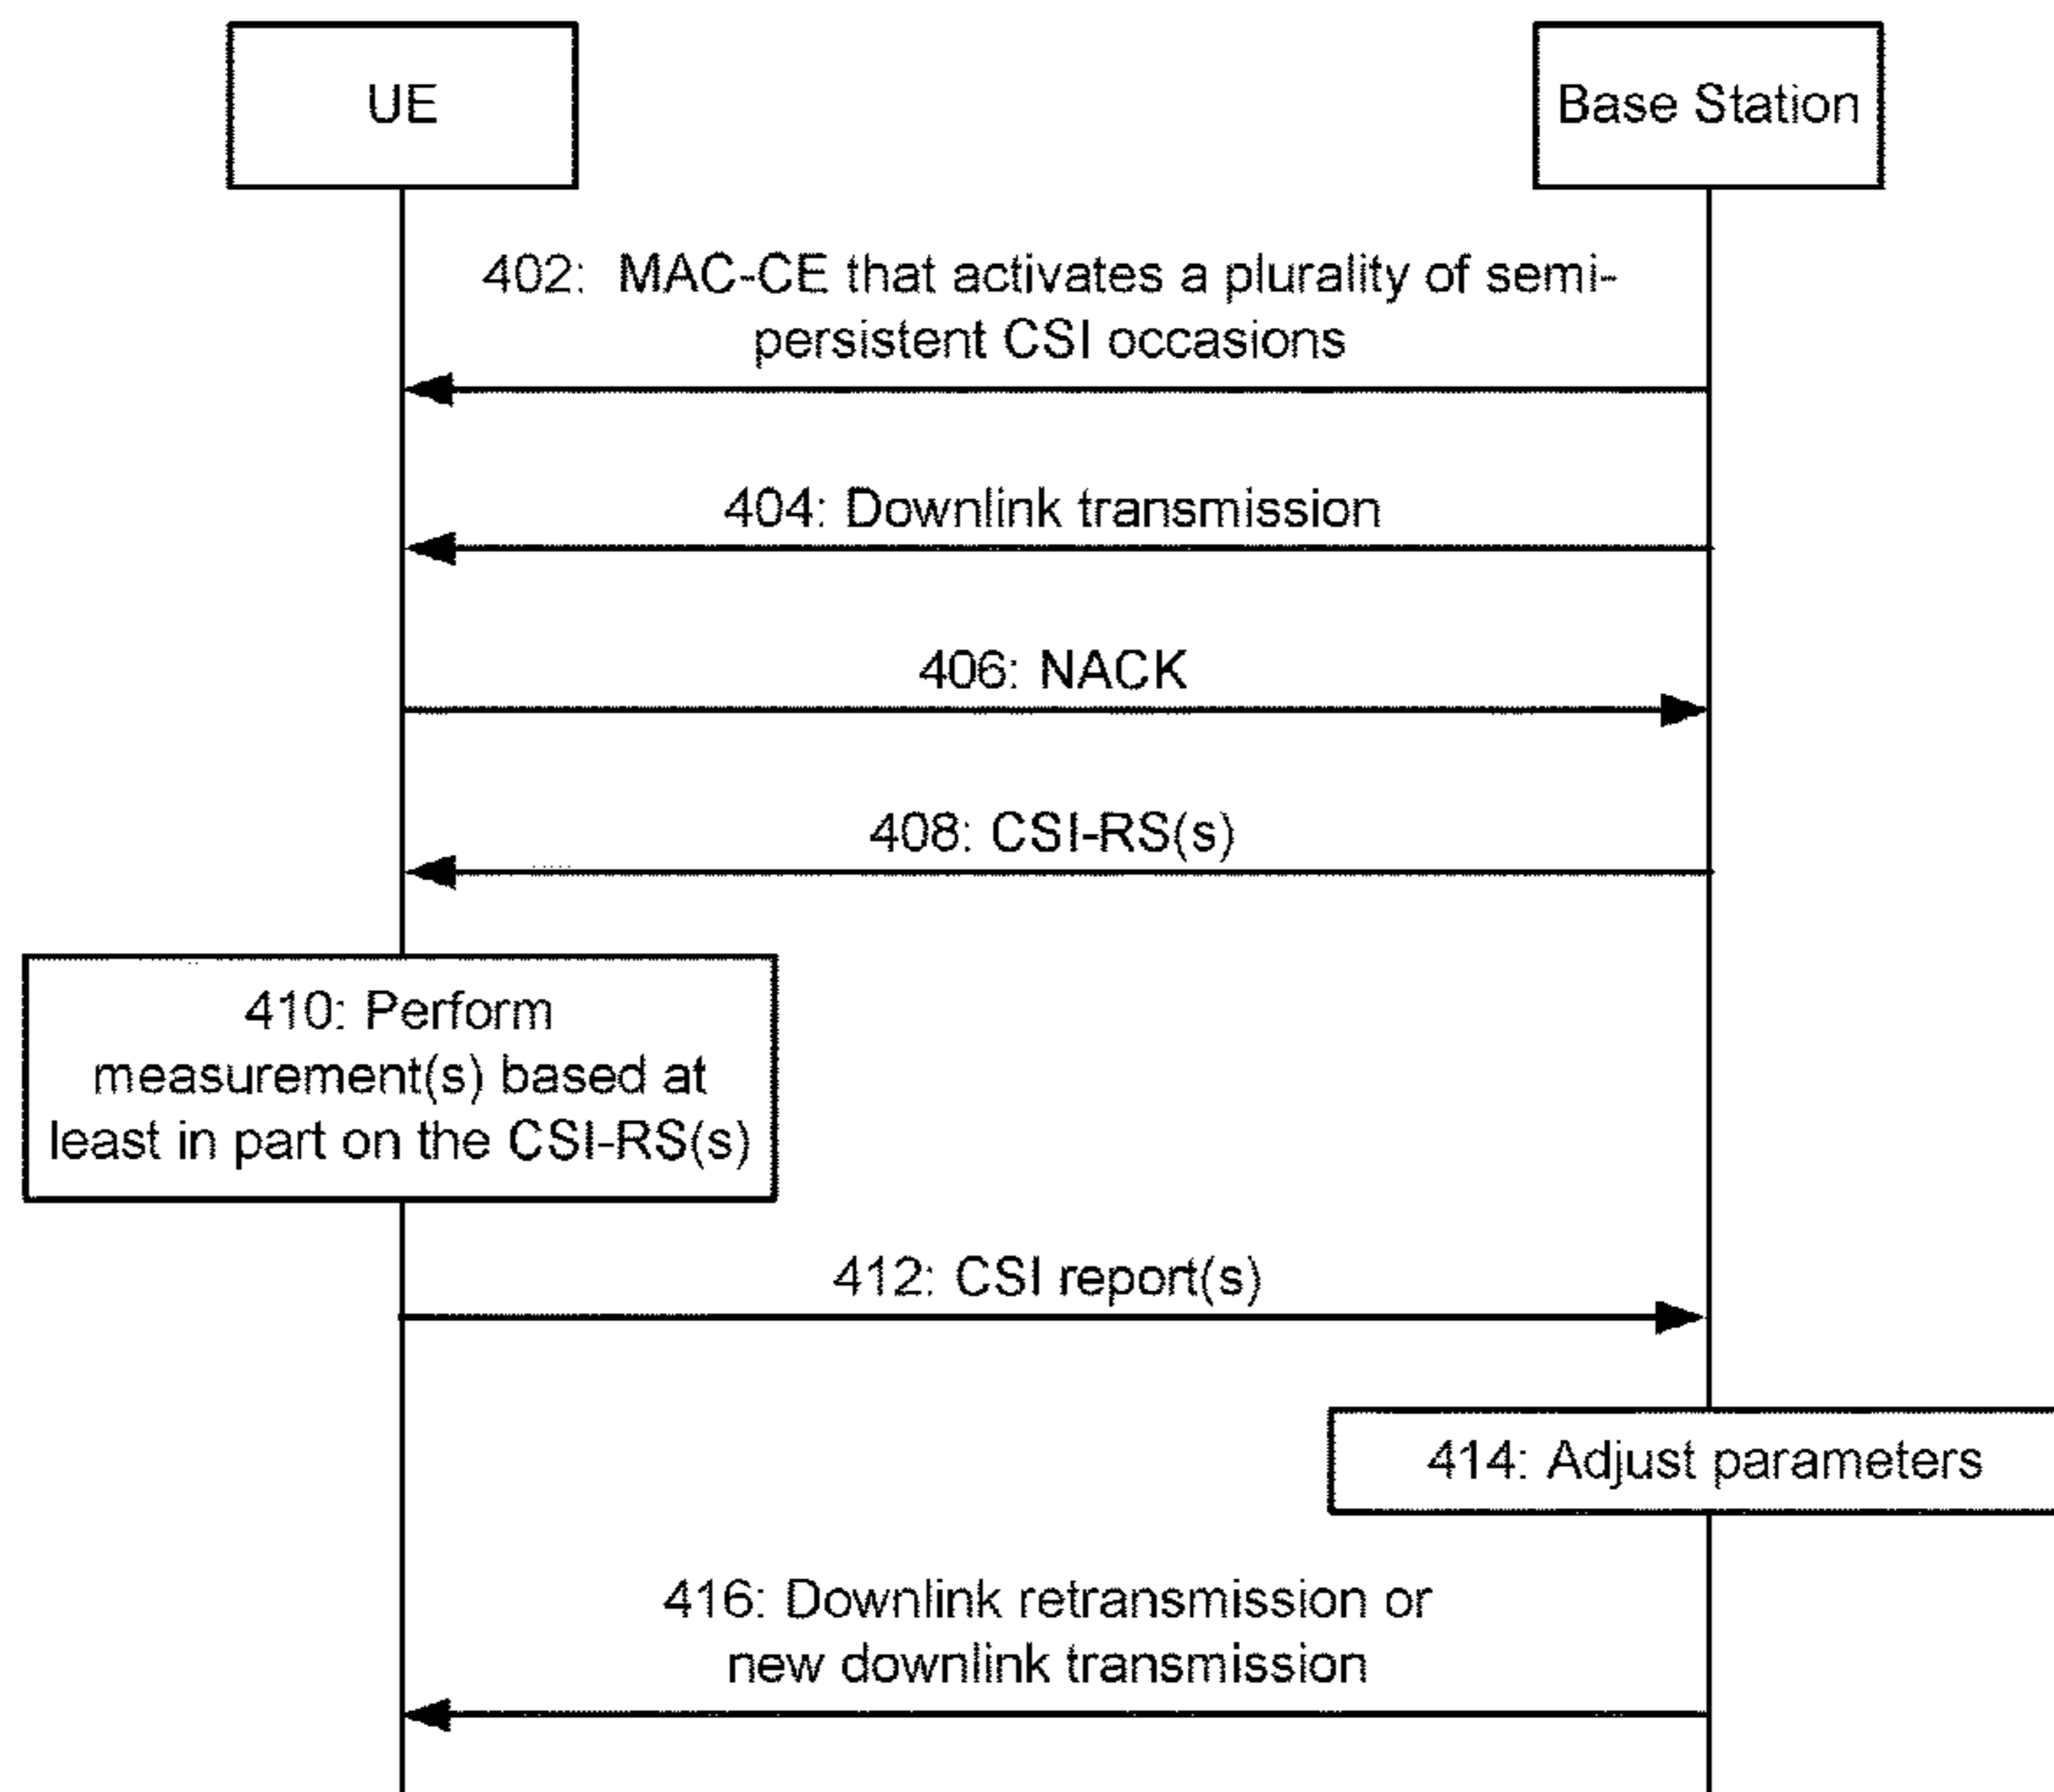 UE
Base Station
402: MAC-CE that activates a plurality of semi-
persistent CSI occasions
404: Downlink transmission
406: NACK
408: CSI-RS(s)
410: Perform
measurement(s) based at
least in part on the CSI-RS(s)
412: CSI report(s)
414: Adjust parameters
416: Downlink retransmission or
new downlink transmission